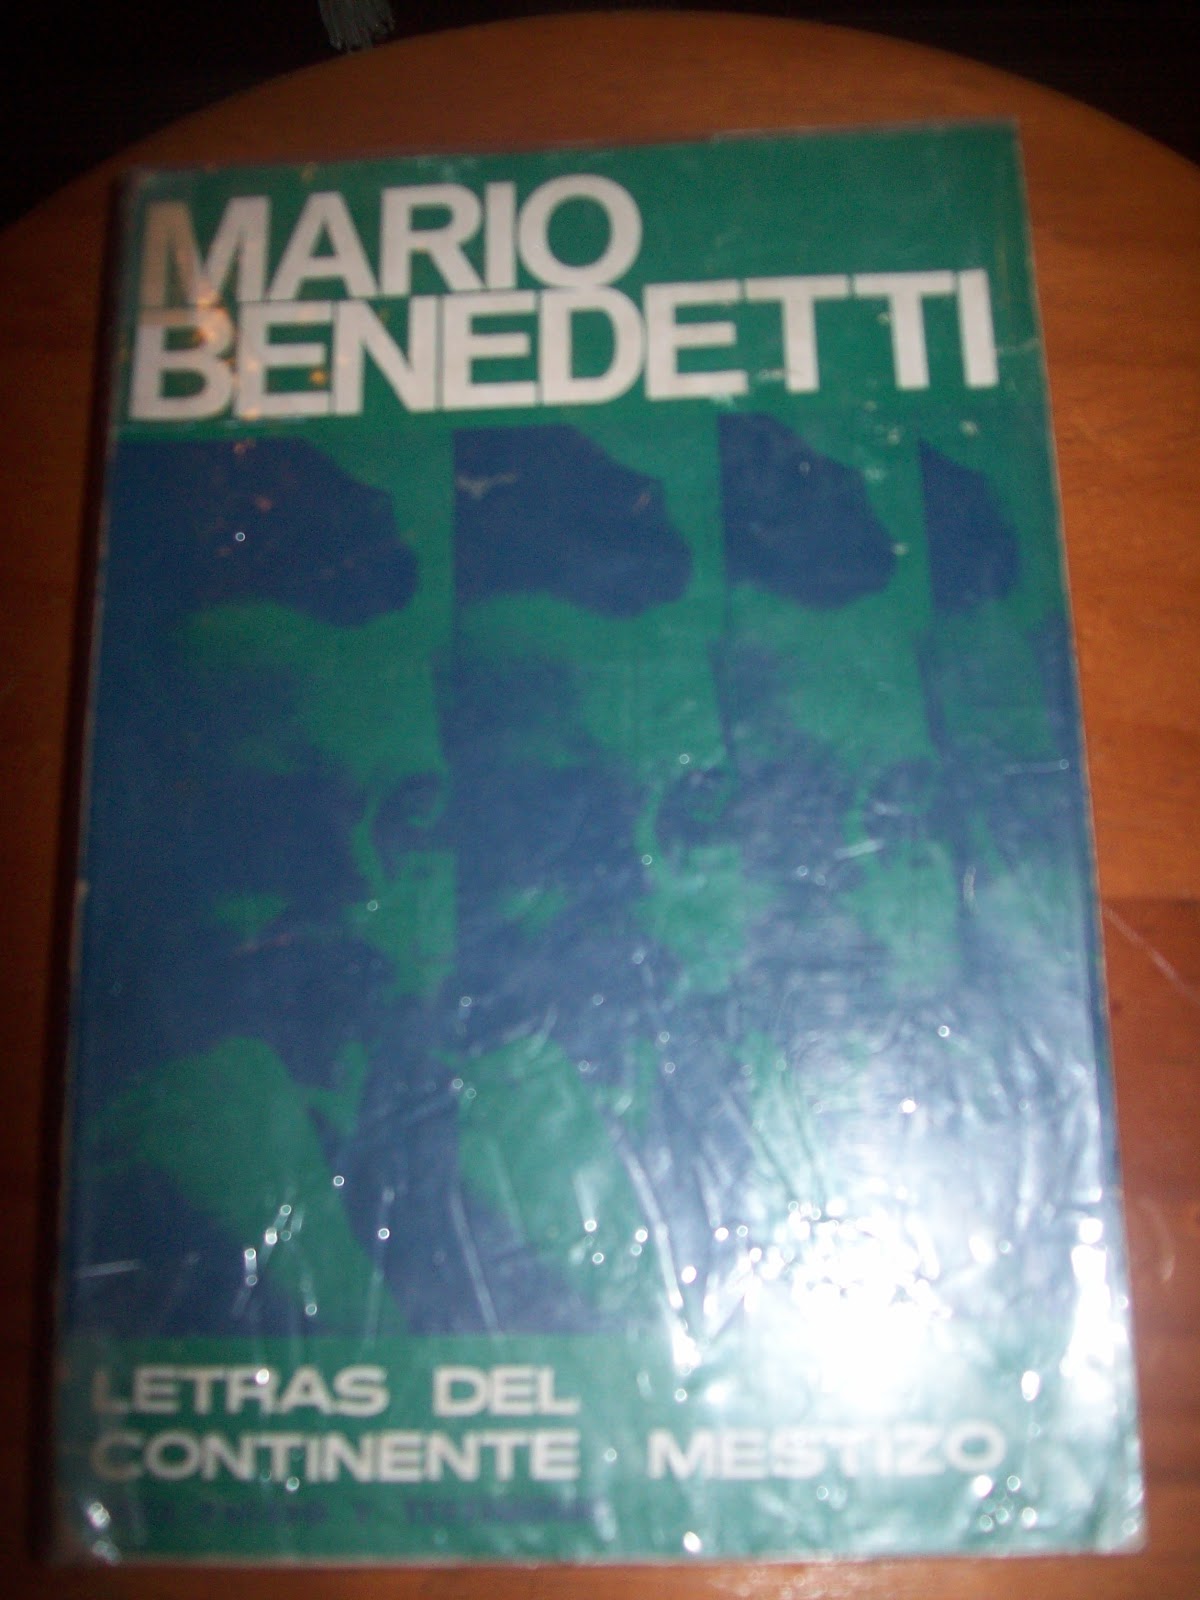 MARIO
BENEDETTI
LETRAS DEL
CONTINENTE MESTIZO